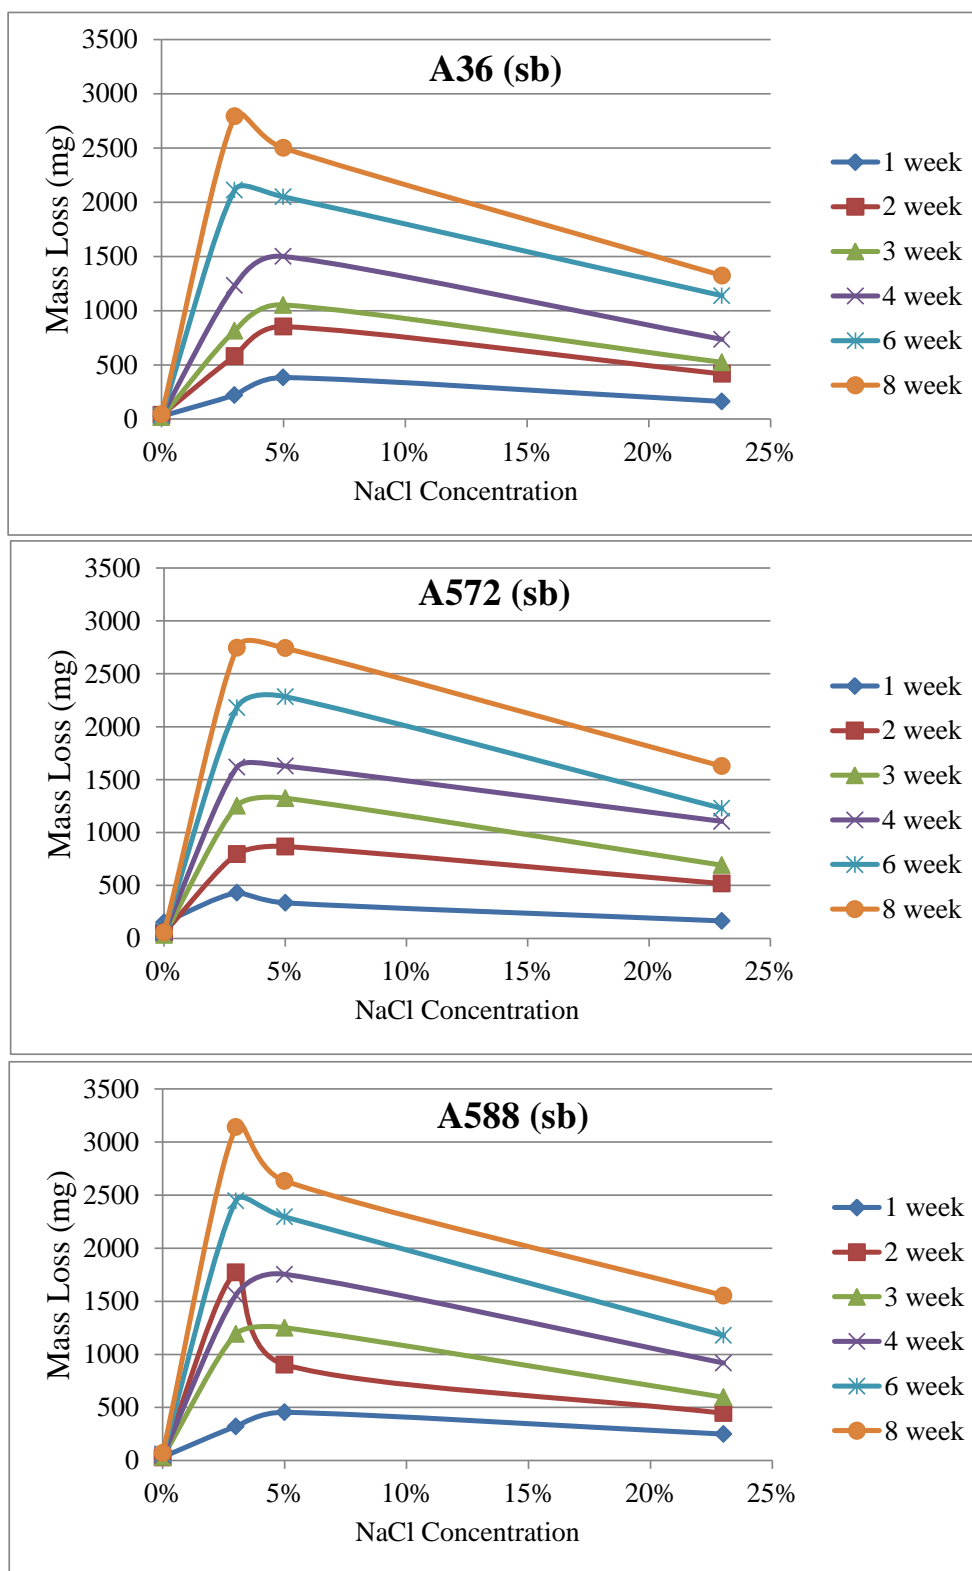 A36 (sb)
Mass Loss (mg)
3500
3000
2500
2000
1500
1000
500
0
0% 5% 10% 15% 20% 25%
NaCl Concentration
1 week
2 week
3 week
4 week
6 week
8 week
A572 (sb)
Mass Loss (mg)
3500
3000
2500
2000
1500
1000
500
0
0% 5% 10% 15% 20% 25%
NaCl Concentration
1 week
2 week
3 week
4 week
6 week
8 week
A588 (sb)
Mass Loss (mg)
3500
3000
2500
2000
1500
1000
500
0
0% 5% 10% 15% 20% 25%
NaCl Concentration
1 week
2 week
3 week
4 week
6 week
8 week